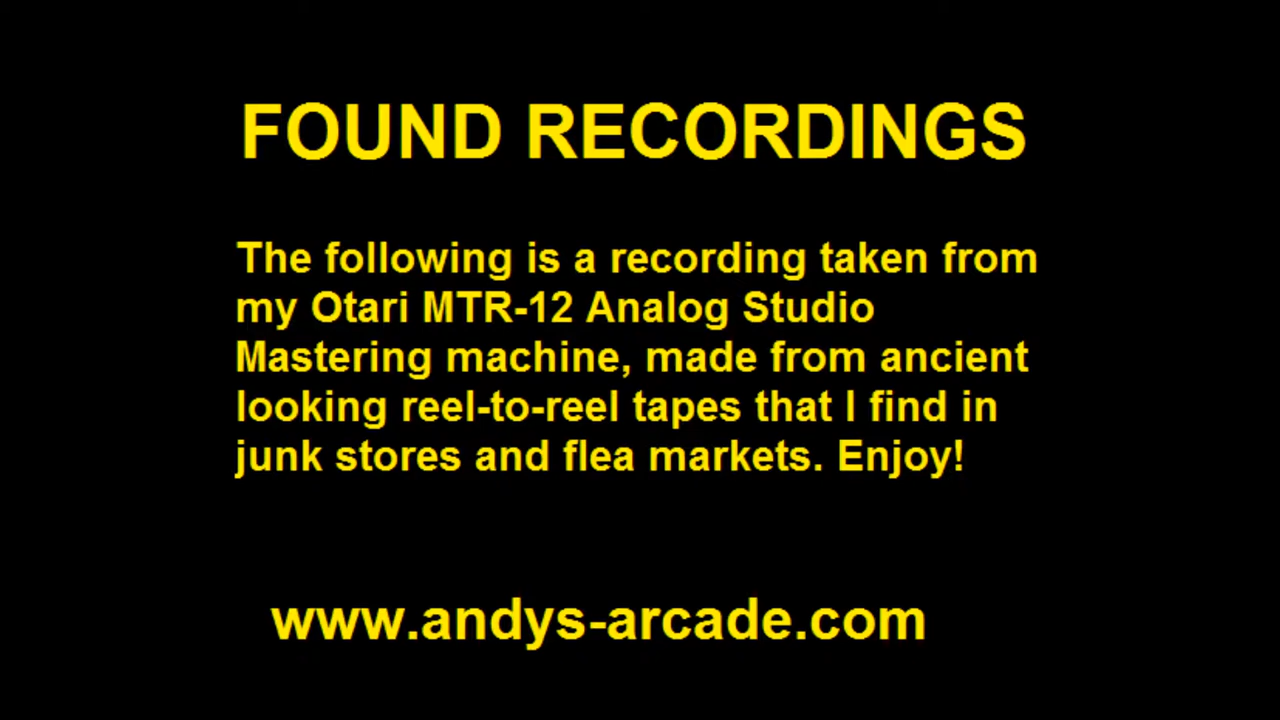 FOUND RECORDINGS
The following is a recording taken from
my Otari MTR-12 Analog Studio
Mastering machine, made from ancient
looking reel-to-reel tapes that I find in
junk stores and flea markets. Enjoy!
www.andys-arcade.com